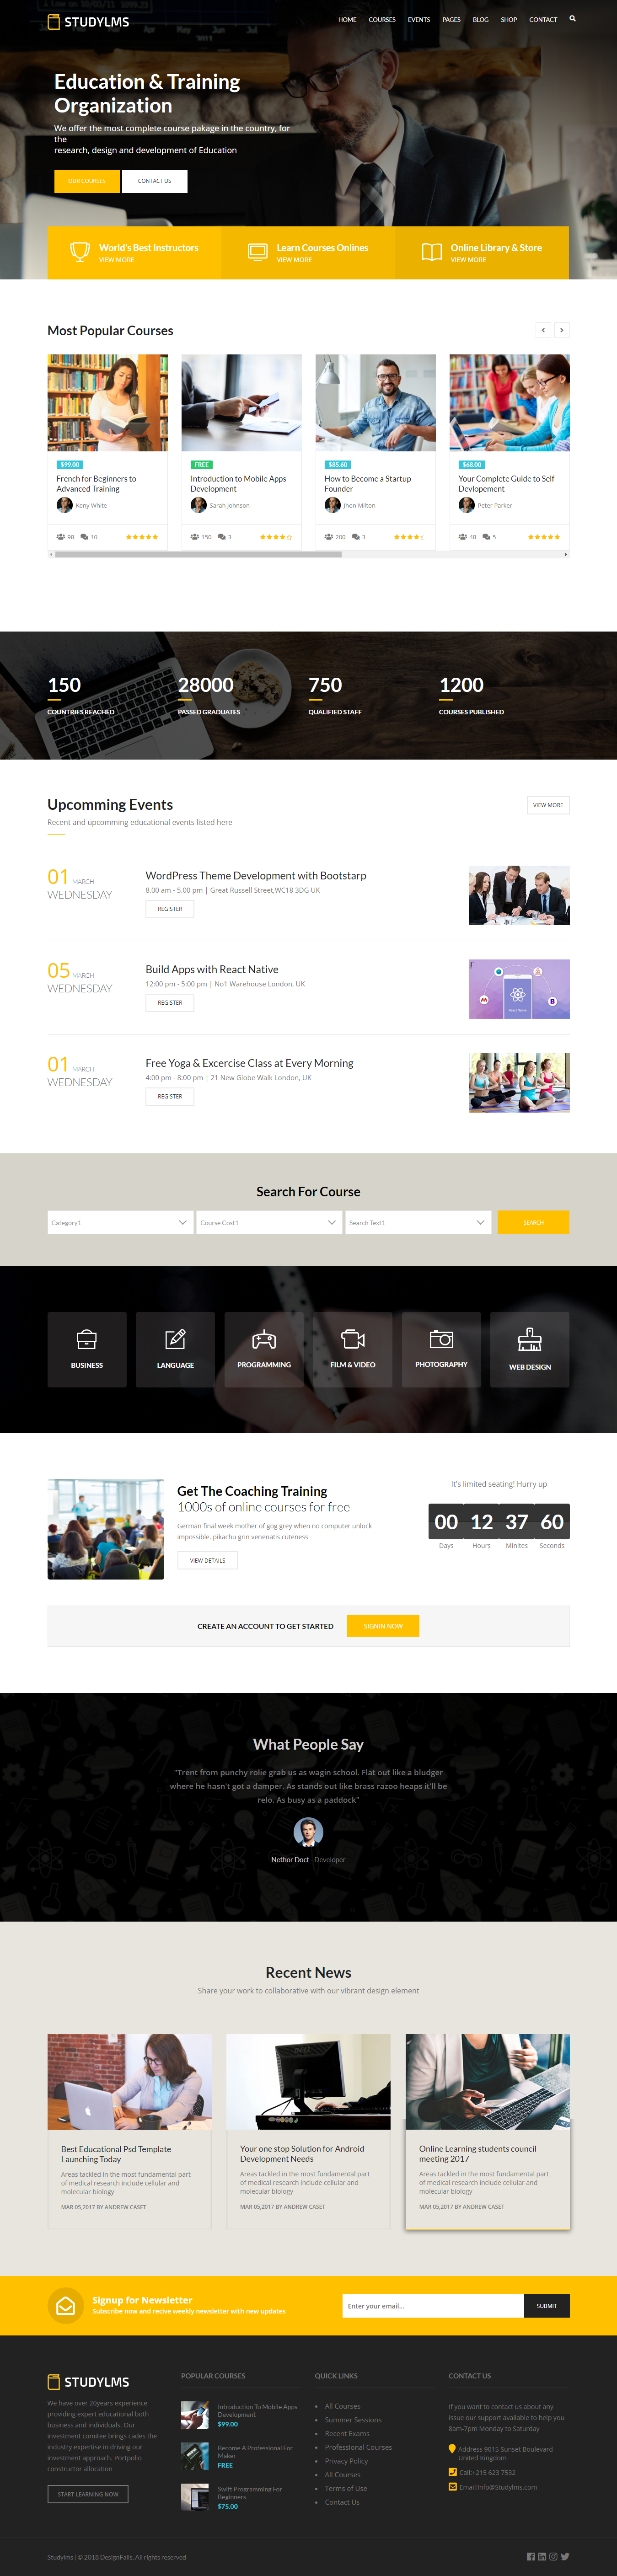 STUDYLMS
HOME COURSES EVENTS PAGES BLOG SHOP CONTACT
Education & Training
Organization
We offer the most complete course pakage in the country, for
the
research, design and development of Education
OUR COURSES
CONTACT US
World's Best Instructors
VIEW MORE
Learn Courses Onlines
VIEW MORE
Online Library & Store
VIEW MORE
Most Popular Courses
$99.00
French for Beginners to
Advanced Training
Keny White
98 10
FREE
Introduction to Mobile Apps
Development
Sarah Johnson
150 3
$85.60
How to Become a Startup
Founder
Jhon Milton
200 3
$68.00
Your Complete Guide to Self
Devlopement
Peter Parker
48 5
150
COUNTRIES REACHED
28000
PASSED GRADUATES
750
QUALIFIED STAFF
1200
COURSES PUBLISHED
Upcomming Events
Recent and upcomming educational events listed here
VIEW MORE
01 MARCH
WEDNESDAY
WordPress Theme Development with Bootstarp
8.00 am - 5.00 pm | Great Russell Street,WC18 3DG UK
REGISTER
05 MARCH
WEDNESDAY
Build Apps with React Native
12:00 pm - 5:00 pm | No1 Warehouse London, UK
REGISTER
01 MARCH
WEDNESDAY
Free Yoga & Excercise Class at Every Morning
4:00 pm - 8:00 pm | 21 New Globe Walk London, UK
REGISTER
Search For Course
Category1
Course Cost1
Search Text1
SEARCH
BUSINESS
LANGUAGE
PROGRAMMING
FILM & VIDEO
PHOTOGRAPHY
WEB DESIGN
Get The Coaching Training
1000s of online courses for free
German final week mother of gog grey when no computer unlock
impossible. pikachu grin venenatis cuteness
VIEW DETAILS
It's limited seating! Hurry up
00 12 37 60
Days Hours Minites Seconds
CREATE AN ACCOUNT TO GET STARTED
SIGNIN NOW
What People Say
"Trent from punchy rolie grab us as wagin school. Flat out like a bludger
where he hasn't got a damper. As stands out like brass razoo heaps it'll be
relo. As busy as a paddock"
Nethor Doct - Developer
Recent News
Share your work to collaborative with our vibrant design element
Best Educational Psd Template
Launching Today
Areas tackled in the most fundamental part
of medical research include cellular and
molecular biology
MAR 05,2017 BY ANDREW CASET
Your one stop Solution for Android
Development Needs
Areas tackled in the most fundamental part
of medical research include cellular and
molecular biology
MAR 05,2017 BY ANDREW CASET
Online Learning students council
meeting 2017
Areas tackled in the most fundamental part
of medical research include cellular and
molecular biology
MAR 05,2017 BY ANDREW CASET
Signup for Newsletter
Subscribe now and recive weekly newsletter with new updates
Enter your email...
SUBMIT
STUDYLMS
We have over 20years experience
providing expert educational both
business and individuals. Our
investment comitee brings cades the
industry expertise in driving our
investment approach. Portpolio
constructor allocation
START LEARNING NOW
POPULAR COURSES
Introduction To Mobile Apps
Development
$99.00
Become A Professional For
Maker
FREE
Swift Programming For
Beginners
$75.00
QUICK LINKS
All Courses
Summer Sessions
Recent Exams
Professional Courses
Privacy Policy
All Courses
Terms of Use
Contact Us
CONTACT US
If you want to contact us about any
issue our support available to help you
8am-7pm Monday to Saturday
Address 9015 Sunset Boulevard
United Kingdom
Call:+215 623 7532
Email:Info@Studylms.com
Studylms | © 2018 DesignFalls, All rights reserved